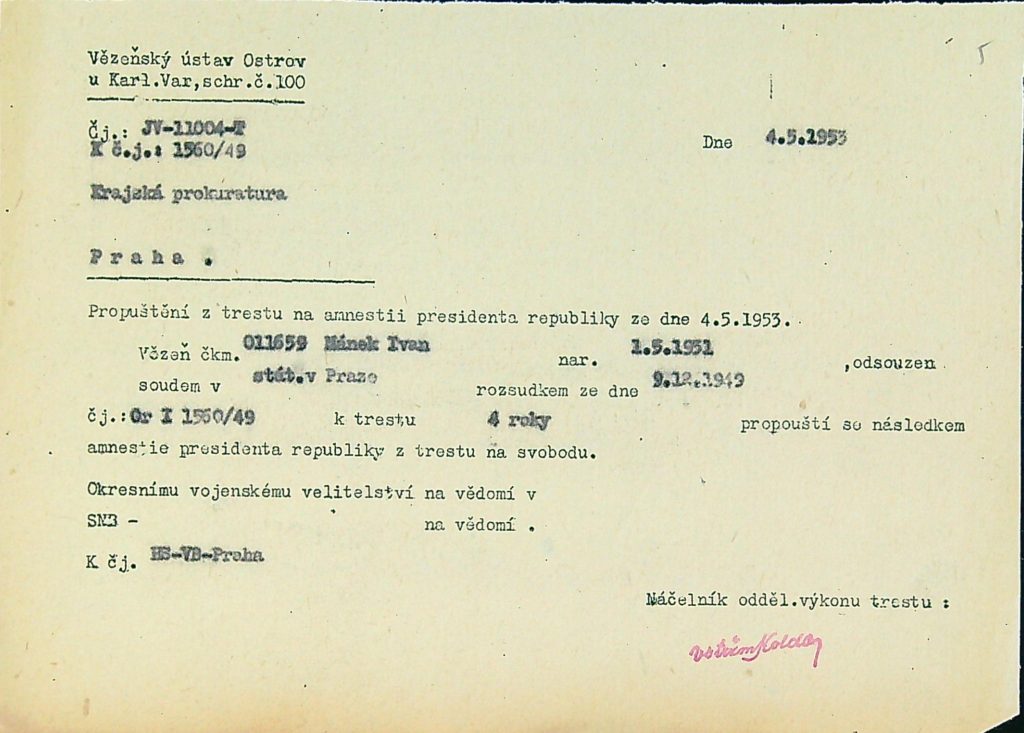 5
Vězeňský ústav Ostrov
u Karl.Var,schr.č.100
Čj.: JV-11004-T
Dne 4.5.1953
K č.j.: 1560/49
Krajská prokuratura
Praha .
Propuštění z trestu na amnestii presidenta republiky ze dne 4.5.1953.
Vězeň čkm. 011659 Mánek Ivan nar. 1.5.1931 ,odsouzen
soudem v stát.v Praze rozsudkem ze dne 9.12.1949
čj.: Or I 1560/49 k trestu 4 roky propouští se následkem
amnestie presidenta republiky z trestu na svobodu.
Okresnímu vojenskému velitelství na vědomí v
SNB - na vědomí .
K čj. HS-VB-Praha
Náčelník odděl.výkonu trestu :